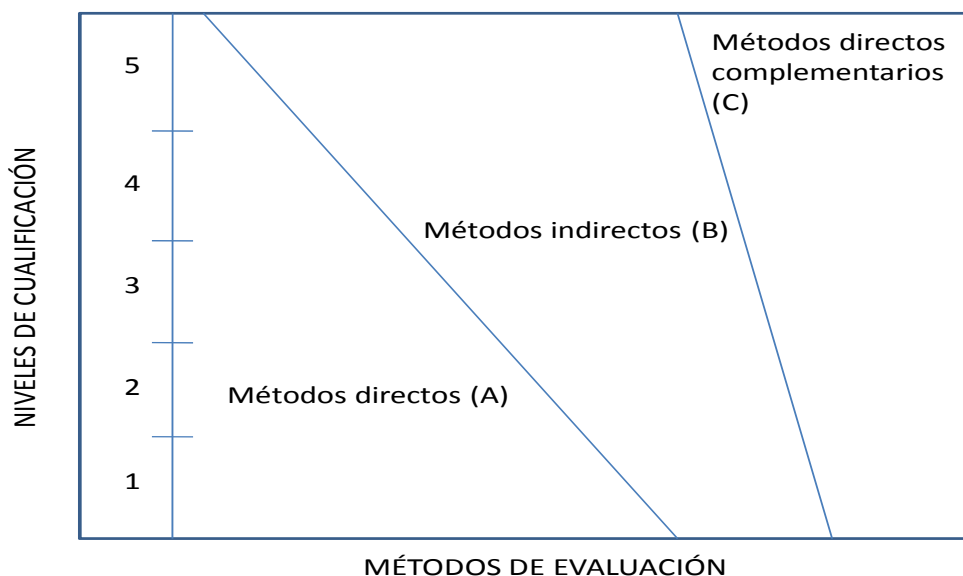 NIVELES DE CUALIFICACIÓN
5
4
3
2
1
Métodos directos
complementarios
(C)
Métodos indirectos (B)
Métodos directos (A)
MÉTODOS DE EVALUACIÓN